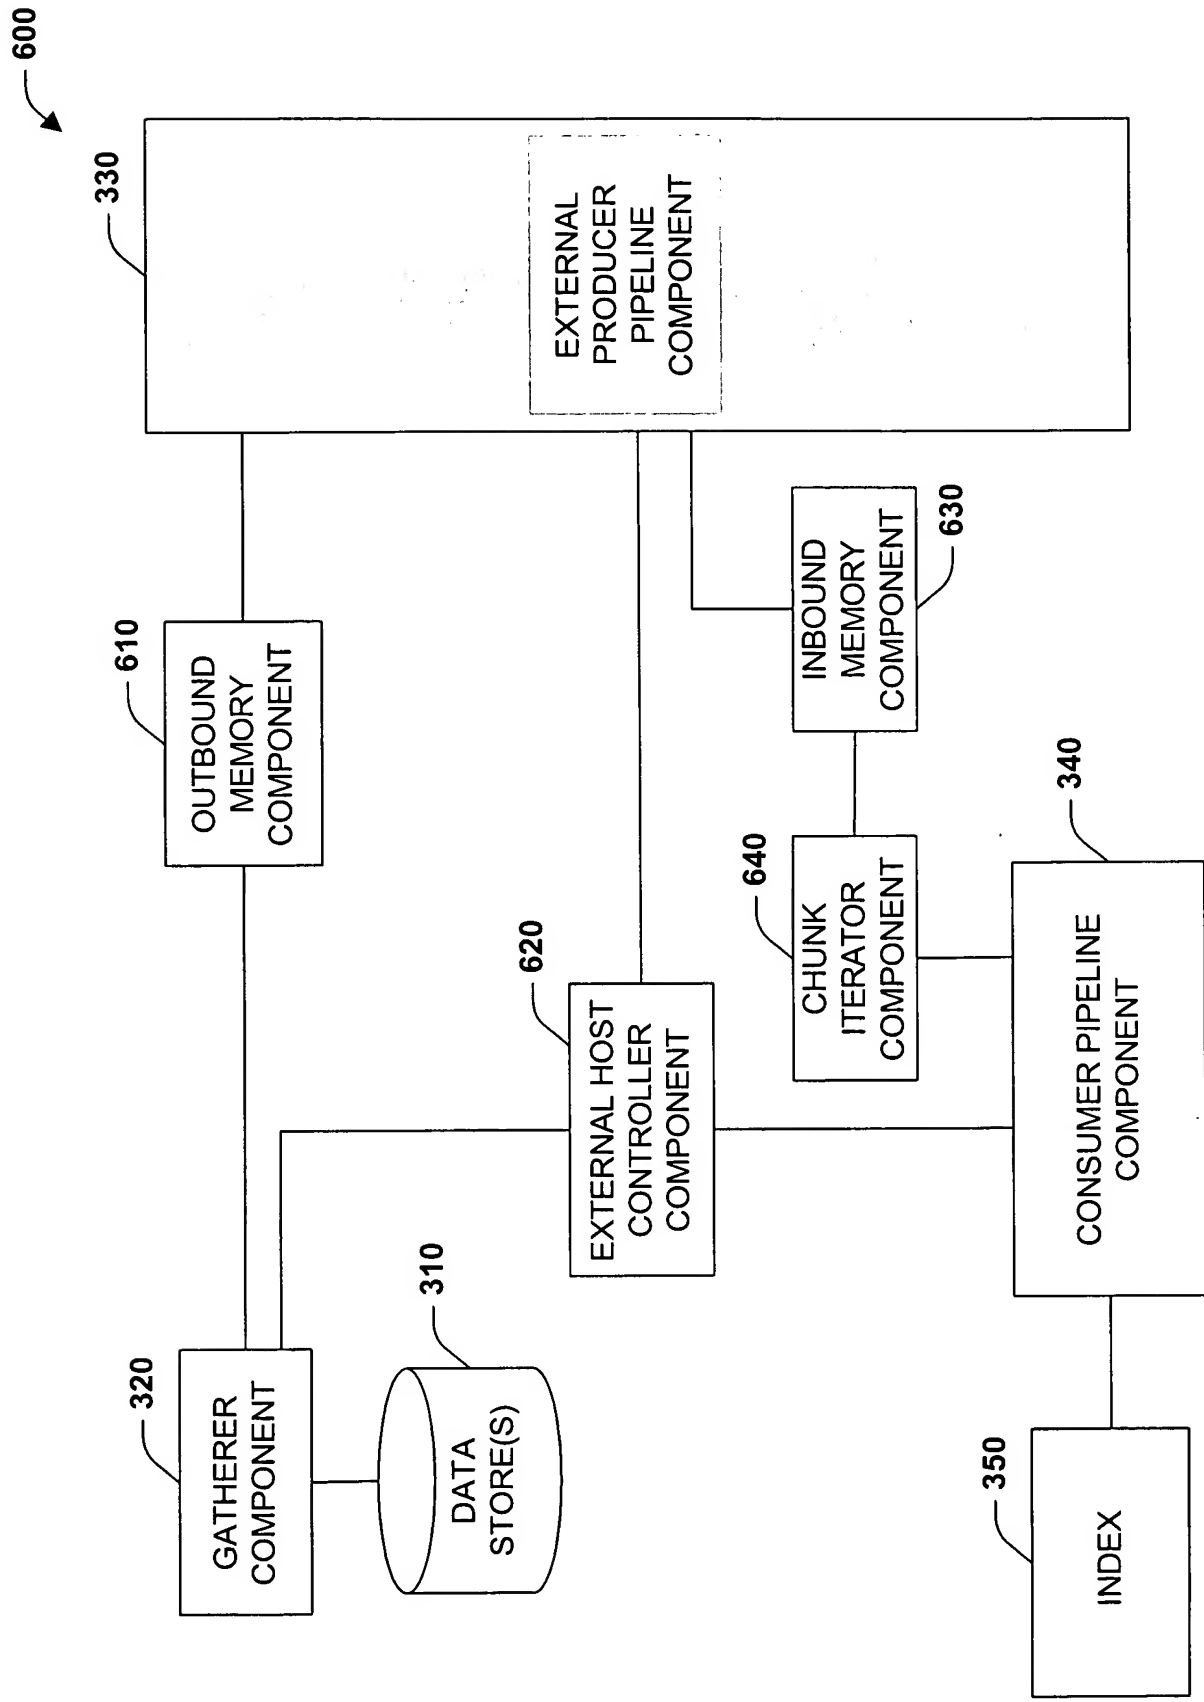 600
320
GATHERER
COMPONENT
310
DATA
STORE(S)
610
OUTBOUND
MEMORY
COMPONENT
330
EXTERNAL
PRODUCER
PIPELINE
COMPONENT
620
EXTERNAL HOST
CONTROLLER
COMPONENT
640
CHUNK
ITERATOR
COMPONENT
INBOUND
MEMORY
COMPONENT
630
350
INDEX
340
CONSUMER PIPELINE
COMPONENT